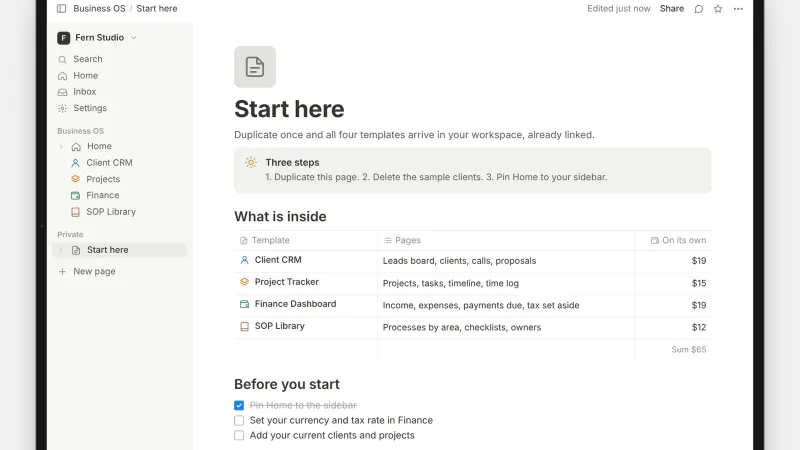 Business OS / Start here
Edited just now Share
F Fern Studio
Search
Home
Inbox
Settings
Business OS
Home
Client CRM
Projects
Finance
SOP Library
Private
Start here
New page
Start here
Duplicate once and all four templates arrive in your workspace, already linked.
Three steps
1. Duplicate this page. 2. Delete the sample clients. 3. Pin Home to your sidebar.
What is inside
Template Pages On its own
Client CRM Leads board, clients, calls, proposals $19
Project Tracker Projects, tasks, timeline, time log $15
Finance Dashboard Income, expenses, payments due, tax set aside $19
SOP Library Processes by area, checklists, owners $12
Sum $65
Before you start
Pin Home to the sidebar
Set your currency and tax rate in Finance
Add your current clients and projects